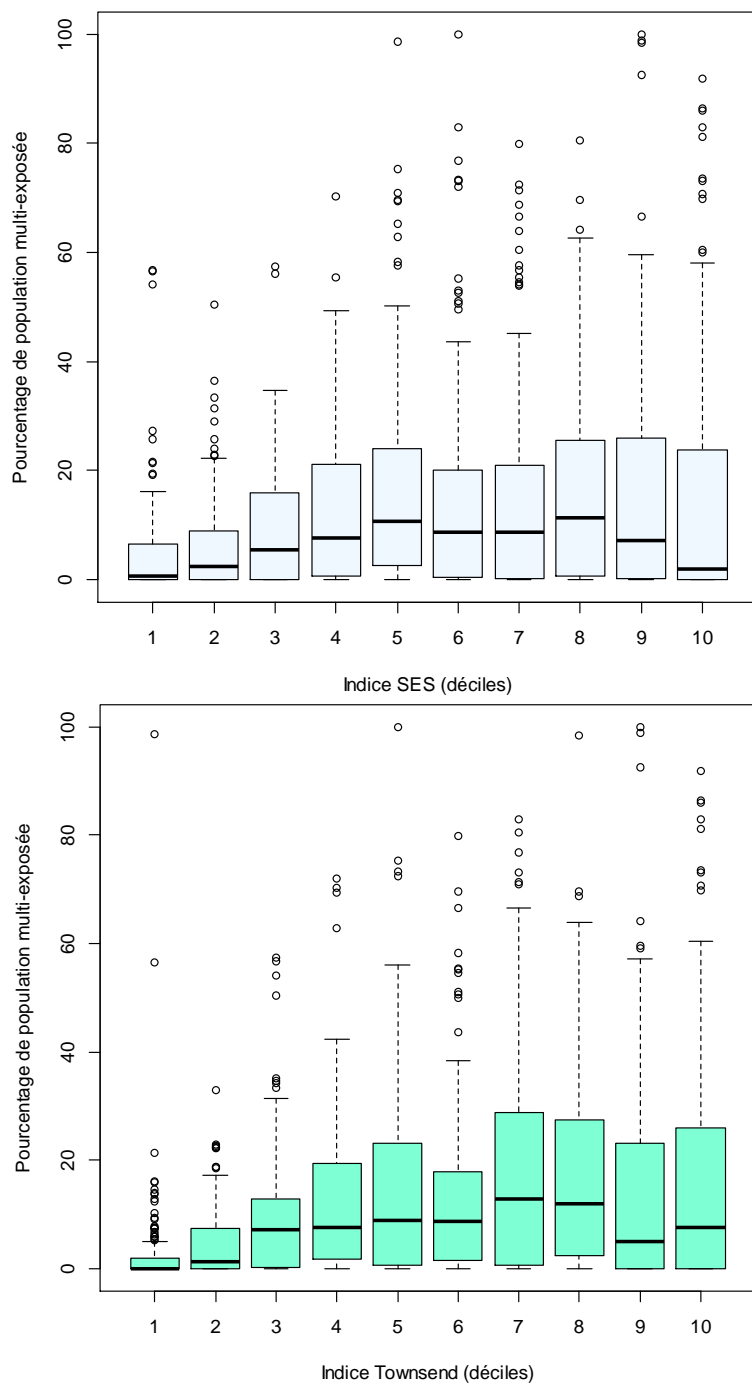 Pourcentage de population multi-exposée
100
80
60
40
20
0
1 2 3 4 5 6 7 8 9 10
Indice SES (déciles)
Pourcentage de population multi-exposée
100
80
60
40
20
0
1 2 3 4 5 6 7 8 9 10
Indice Townsend (déciles)